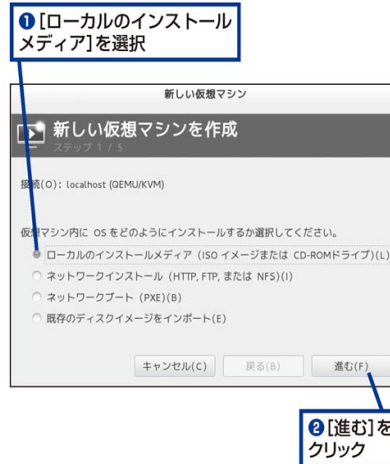 ❶[ローカルのインストール
メディア]を選択
新しい仮想マシン
新しい仮想マシンを作成
ステップ 1 / 5
接続(O): localhost (QEMU/KVM)
仮想マシン内に OS をどのようにインストールするか選択してください。
ローカルのインストールメディア (ISO イメージまたは CD-ROMドライブ)(L)
ネットワークインストール (HTTP, FTP, または NFS)(I)
ネットワークブート (PXE)(B)
既存のディスクイメージをインポート(E)
キャンセル(C) 戻る(B) 進む(F)
❷[進む]を
クリック